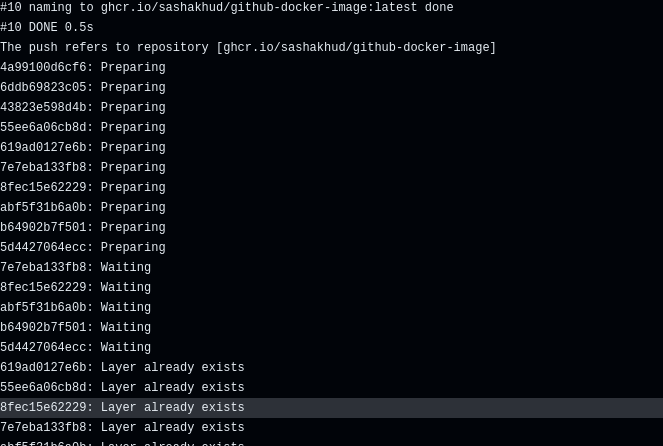 #10 naming to ghcr.io/sashakhud/github-docker-image:latest done
#10 DONE 0.5s
The push refers to repository [ghcr.io/sashakhud/github-docker-image]
4a99100d6cf6: Preparing
6ddb69823c05: Preparing
43823e598d4b: Preparing
55ee6a06cb8d: Preparing
619ad0127e6b: Preparing
7e7eba133fb8: Preparing
8fec15e62229: Preparing
abf5f31b6a0b: Preparing
b64902b7f501: Preparing
5d4427064ecc: Preparing
7e7eba133fb8: Waiting
8fec15e62229: Waiting
abf5f31b6a0b: Waiting
b64902b7f501: Waiting
5d4427064ecc: Waiting
619ad0127e6b: Layer already exists
55ee6a06cb8d: Layer already exists
8fec15e62229: Layer already exists
7e7eba133fb8: Layer already exists
abf5f31b6a0b: Layer already exists